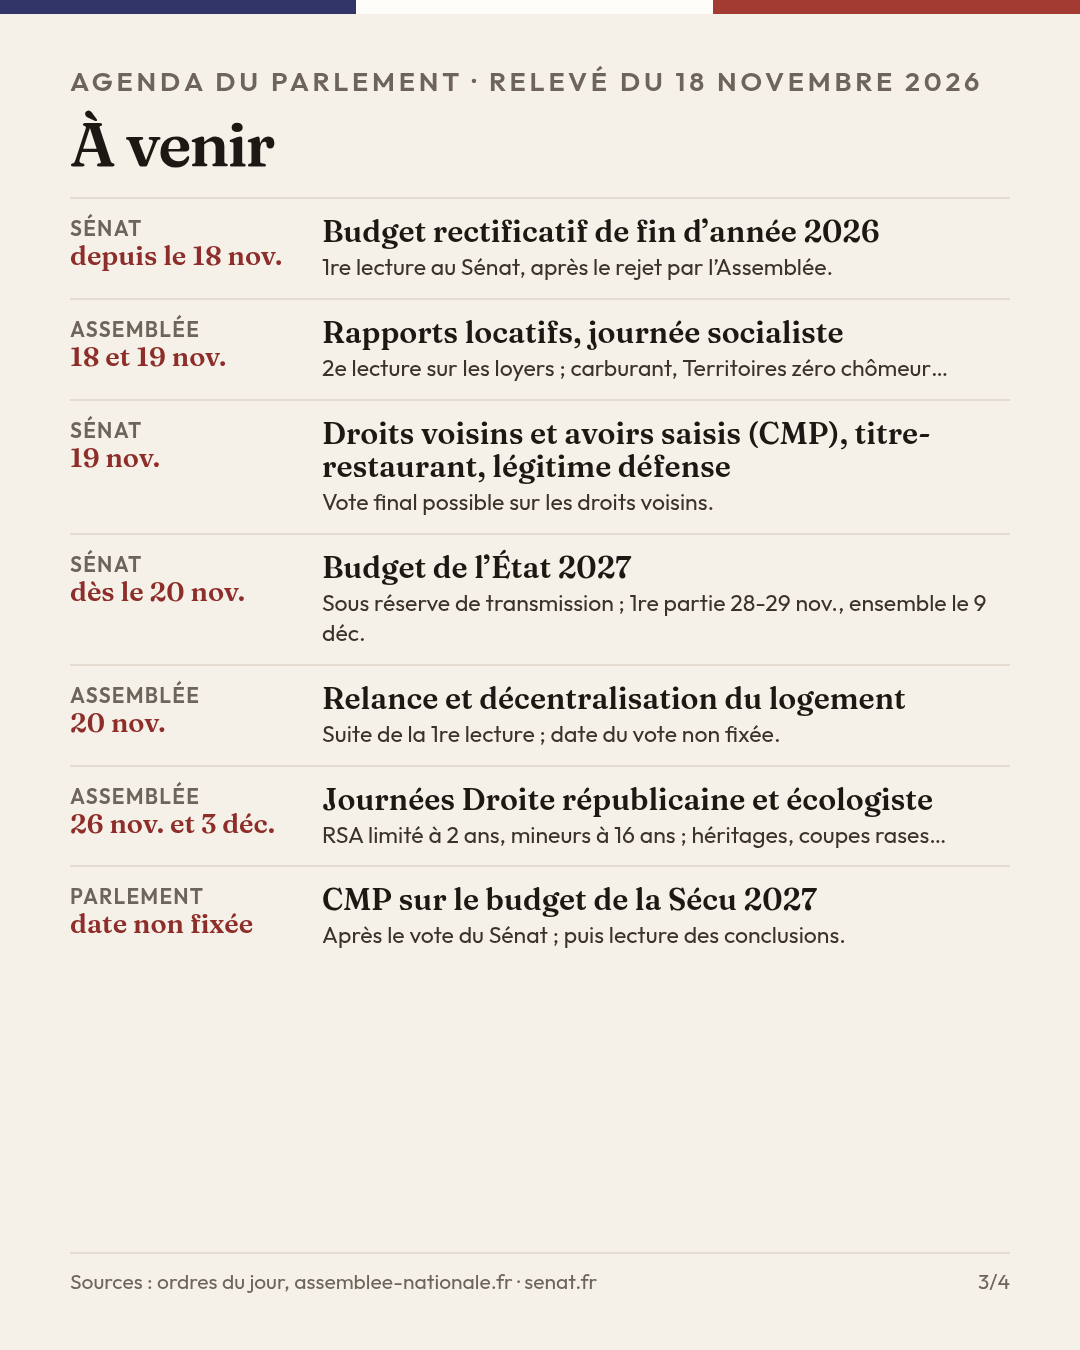 AGENDA DU PARLEMENT · RELEVÉ DU 18 NOVEMBRE 2026
À venir
SÉNAT
depuis le 18 nov.
Budget rectificatif de fin d’année 2026
1re lecture au Sénat, après le rejet par l’Assemblée.
ASSEMBLÉE
18 et 19 nov.
Rapports locatifs, journée socialiste
2e lecture sur les loyers ; carburant, Territoires zéro chômeur…
SÉNAT
19 nov.
Droits voisins et avoirs saisis (CMP), titre-
restaurant, légitime défense
Vote final possible sur les droits voisins.
SÉNAT
dès le 20 nov.
Budget de l’État 2027
Sous réserve de transmission ; 1re partie 28-29 nov., ensemble le 9
déc.
ASSEMBLÉE
20 nov.
Relance et décentralisation du logement
Suite de la 1re lecture ; date du vote non fixée.
ASSEMBLÉE
26 nov. et 3 déc.
Journées Droite républicaine et écologiste
RSA limité à 2 ans, mineurs à 16 ans ; héritages, coupes rases…
PARLEMENT
date non fixée
CMP sur le budget de la Sécu 2027
Après le vote du Sénat ; puis lecture des conclusions.
Sources : ordres du jour, assemblee-nationale.fr · senat.fr
3/4